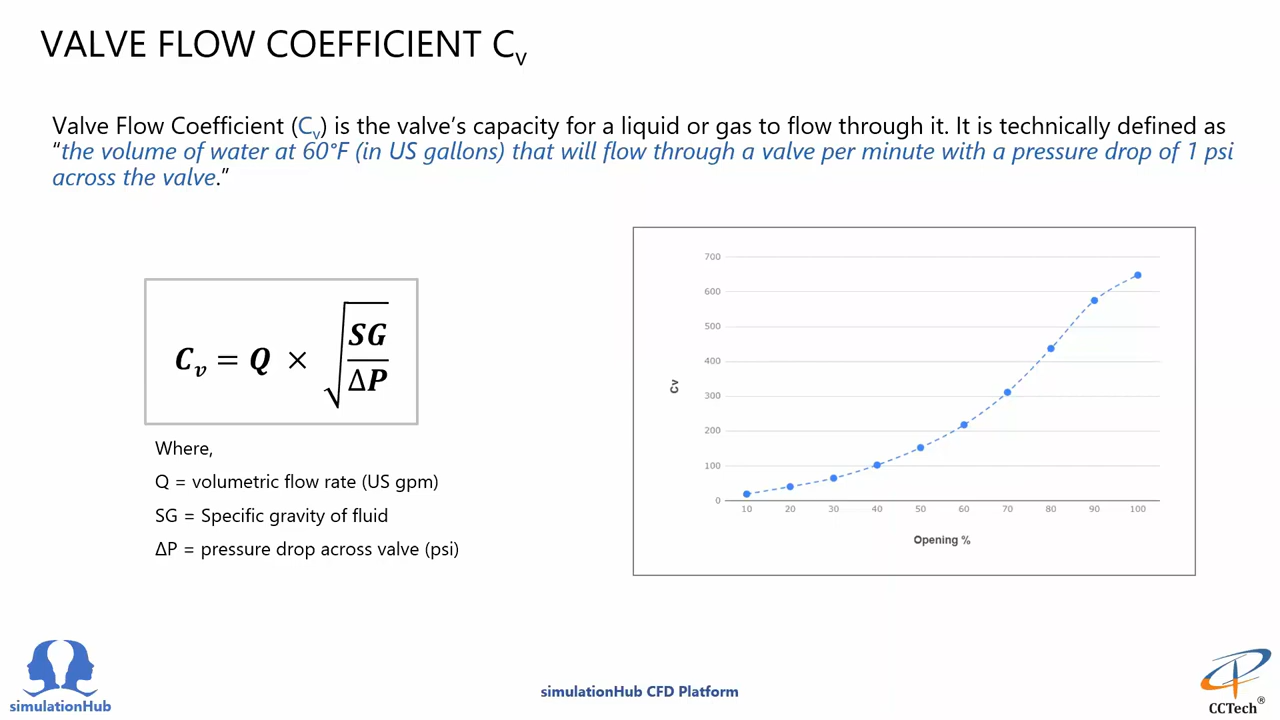 VALVE FLOW COEFFICIENT Cv
Valve Flow Coefficient (Cv) is the valve’s capacity for a liquid or gas to flow through it. It is technically defined as
“the volume of water at 60°F (in US gallons) that will flow through a valve per minute with a pressure drop of 1 psi
across the valve.”
Cv = Q × √(SG/ΔP)
Where,
Q = volumetric flow rate (US gpm)
SG = Specific gravity of fluid
ΔP = pressure drop across valve (psi)
700
600
500
400
300
200
100
0
Cv
10 20 30 40 50 60 70 80 90 100
Opening %
simulationHub
simulationHub CFD Platform
CCTech®